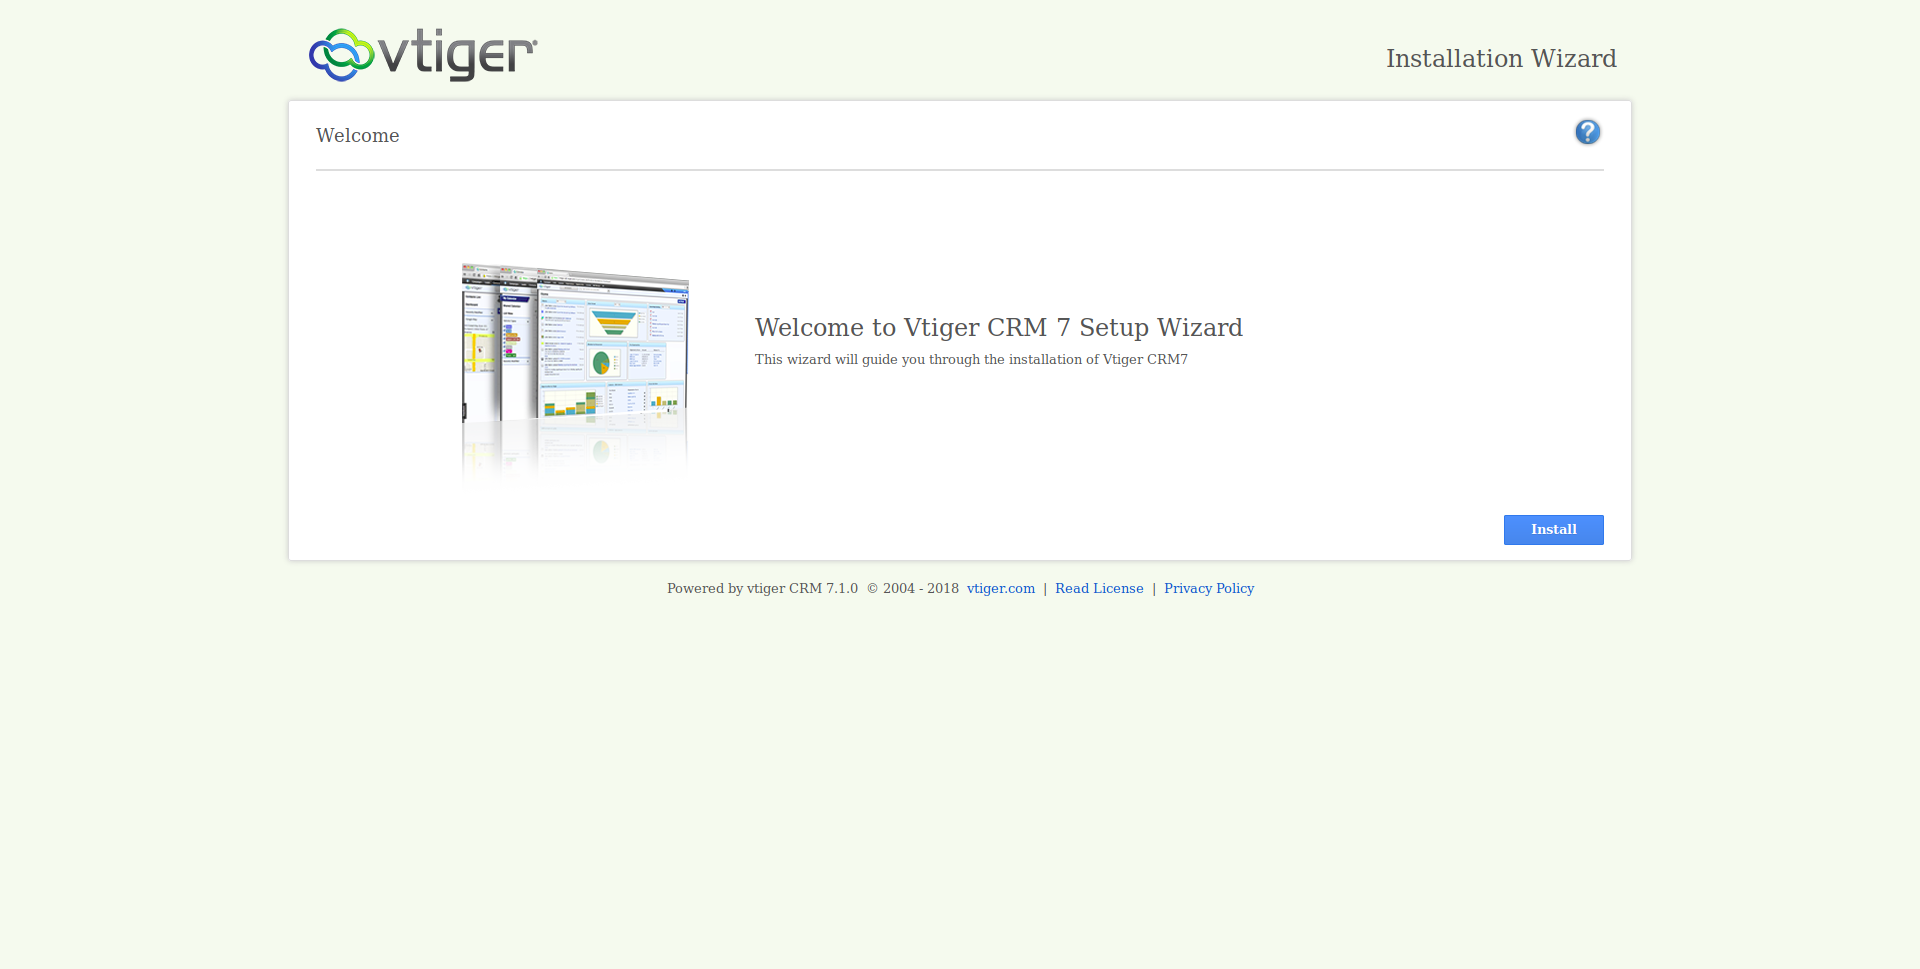 vtiger
Installation Wizard
Welcome
Welcome to Vtiger CRM 7 Setup Wizard
This wizard will guide you through the installation of Vtiger CRM7
Install
Powered by vtiger CRM 7.1.0 © 2004 - 2018 vtiger.com | Read License | Privacy Policy